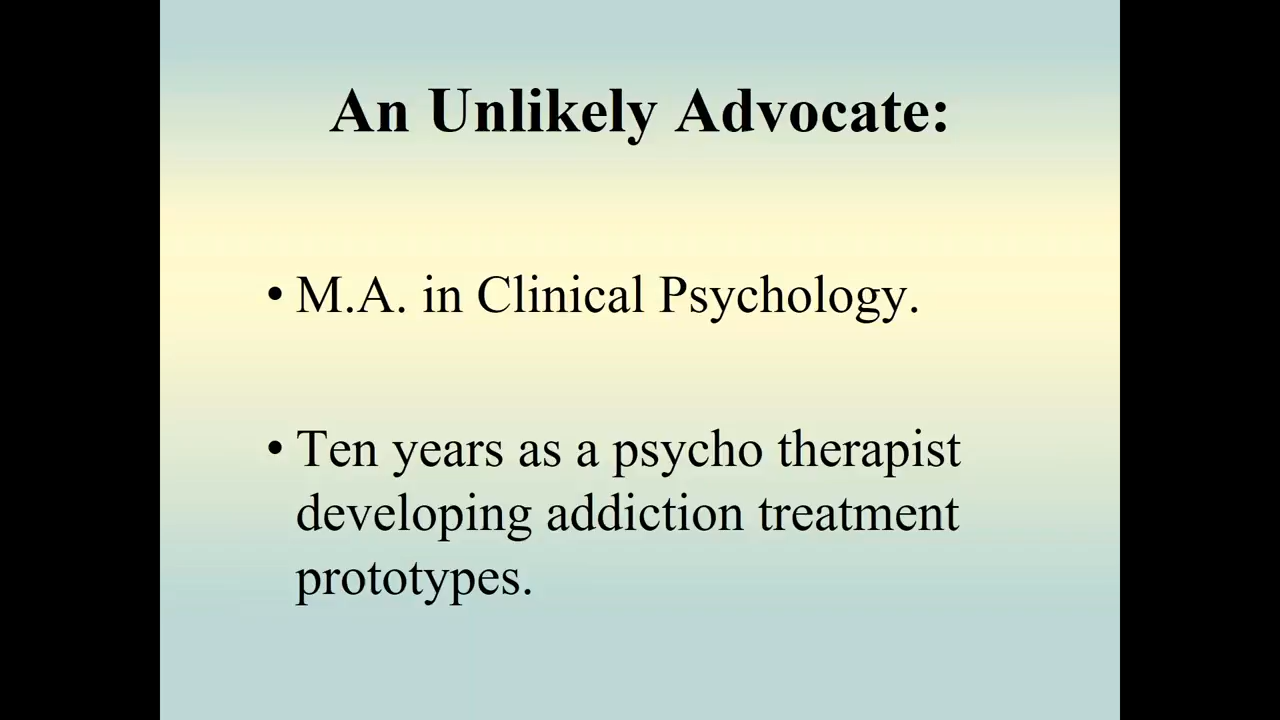 An Unlikely Advocate:
• M.A. in Clinical Psychology.
• Ten years as a psycho therapist
developing addiction treatment
prototypes.